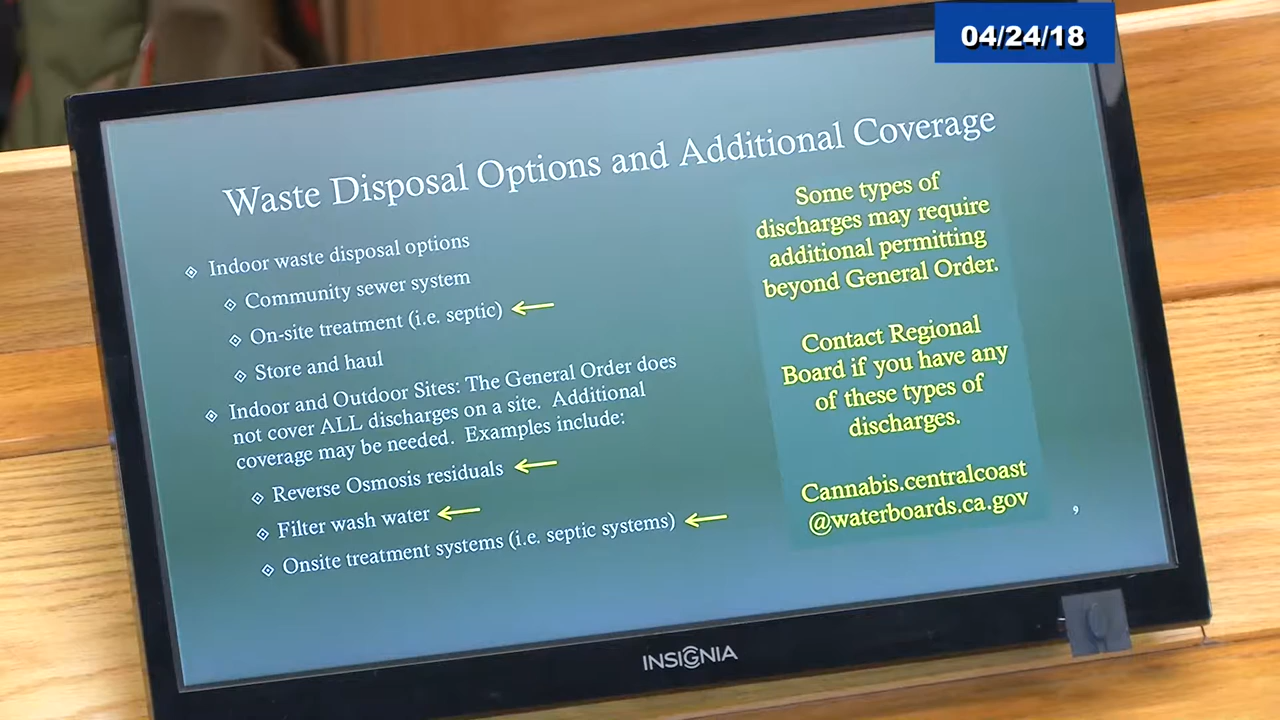 04/24/18
Waste Disposal Options and Additional Coverage
Indoor waste disposal options
Community sewer system
On-site treatment (i.e. septic)
Store and haul
Indoor and Outdoor Sites: The General Order does
not cover ALL discharges on a site. Additional
coverage may be needed. Examples include:
Reverse Osmosis residuals
Filter wash water
Onsite treatment systems (i.e. septic systems)
Some types of
discharges may require
additional permitting
beyond General Order.
Contact Regional
Board if you have any
of these types of
discharges.
Cannabis.centralcoast
@waterboards.ca.gov
,
INSIGNIA